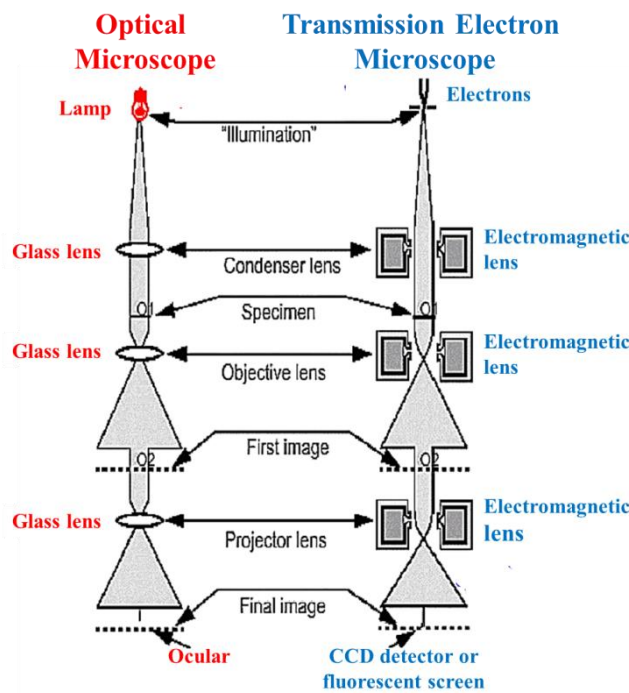 Optical
Microscope
Transmission Electron
Microscope
Lamp
Electrons
"Illumination"
Glass lens
Condenser lens
Electromagnetic
lens
O1
Specimen
O1
Glass lens
Objective lens
Electromagnetic
lens
O2
First image
O2
Glass lens
Projector lens
Electromagnetic
lens
Final image
Ocular
CCD detector or
fluorescent screen